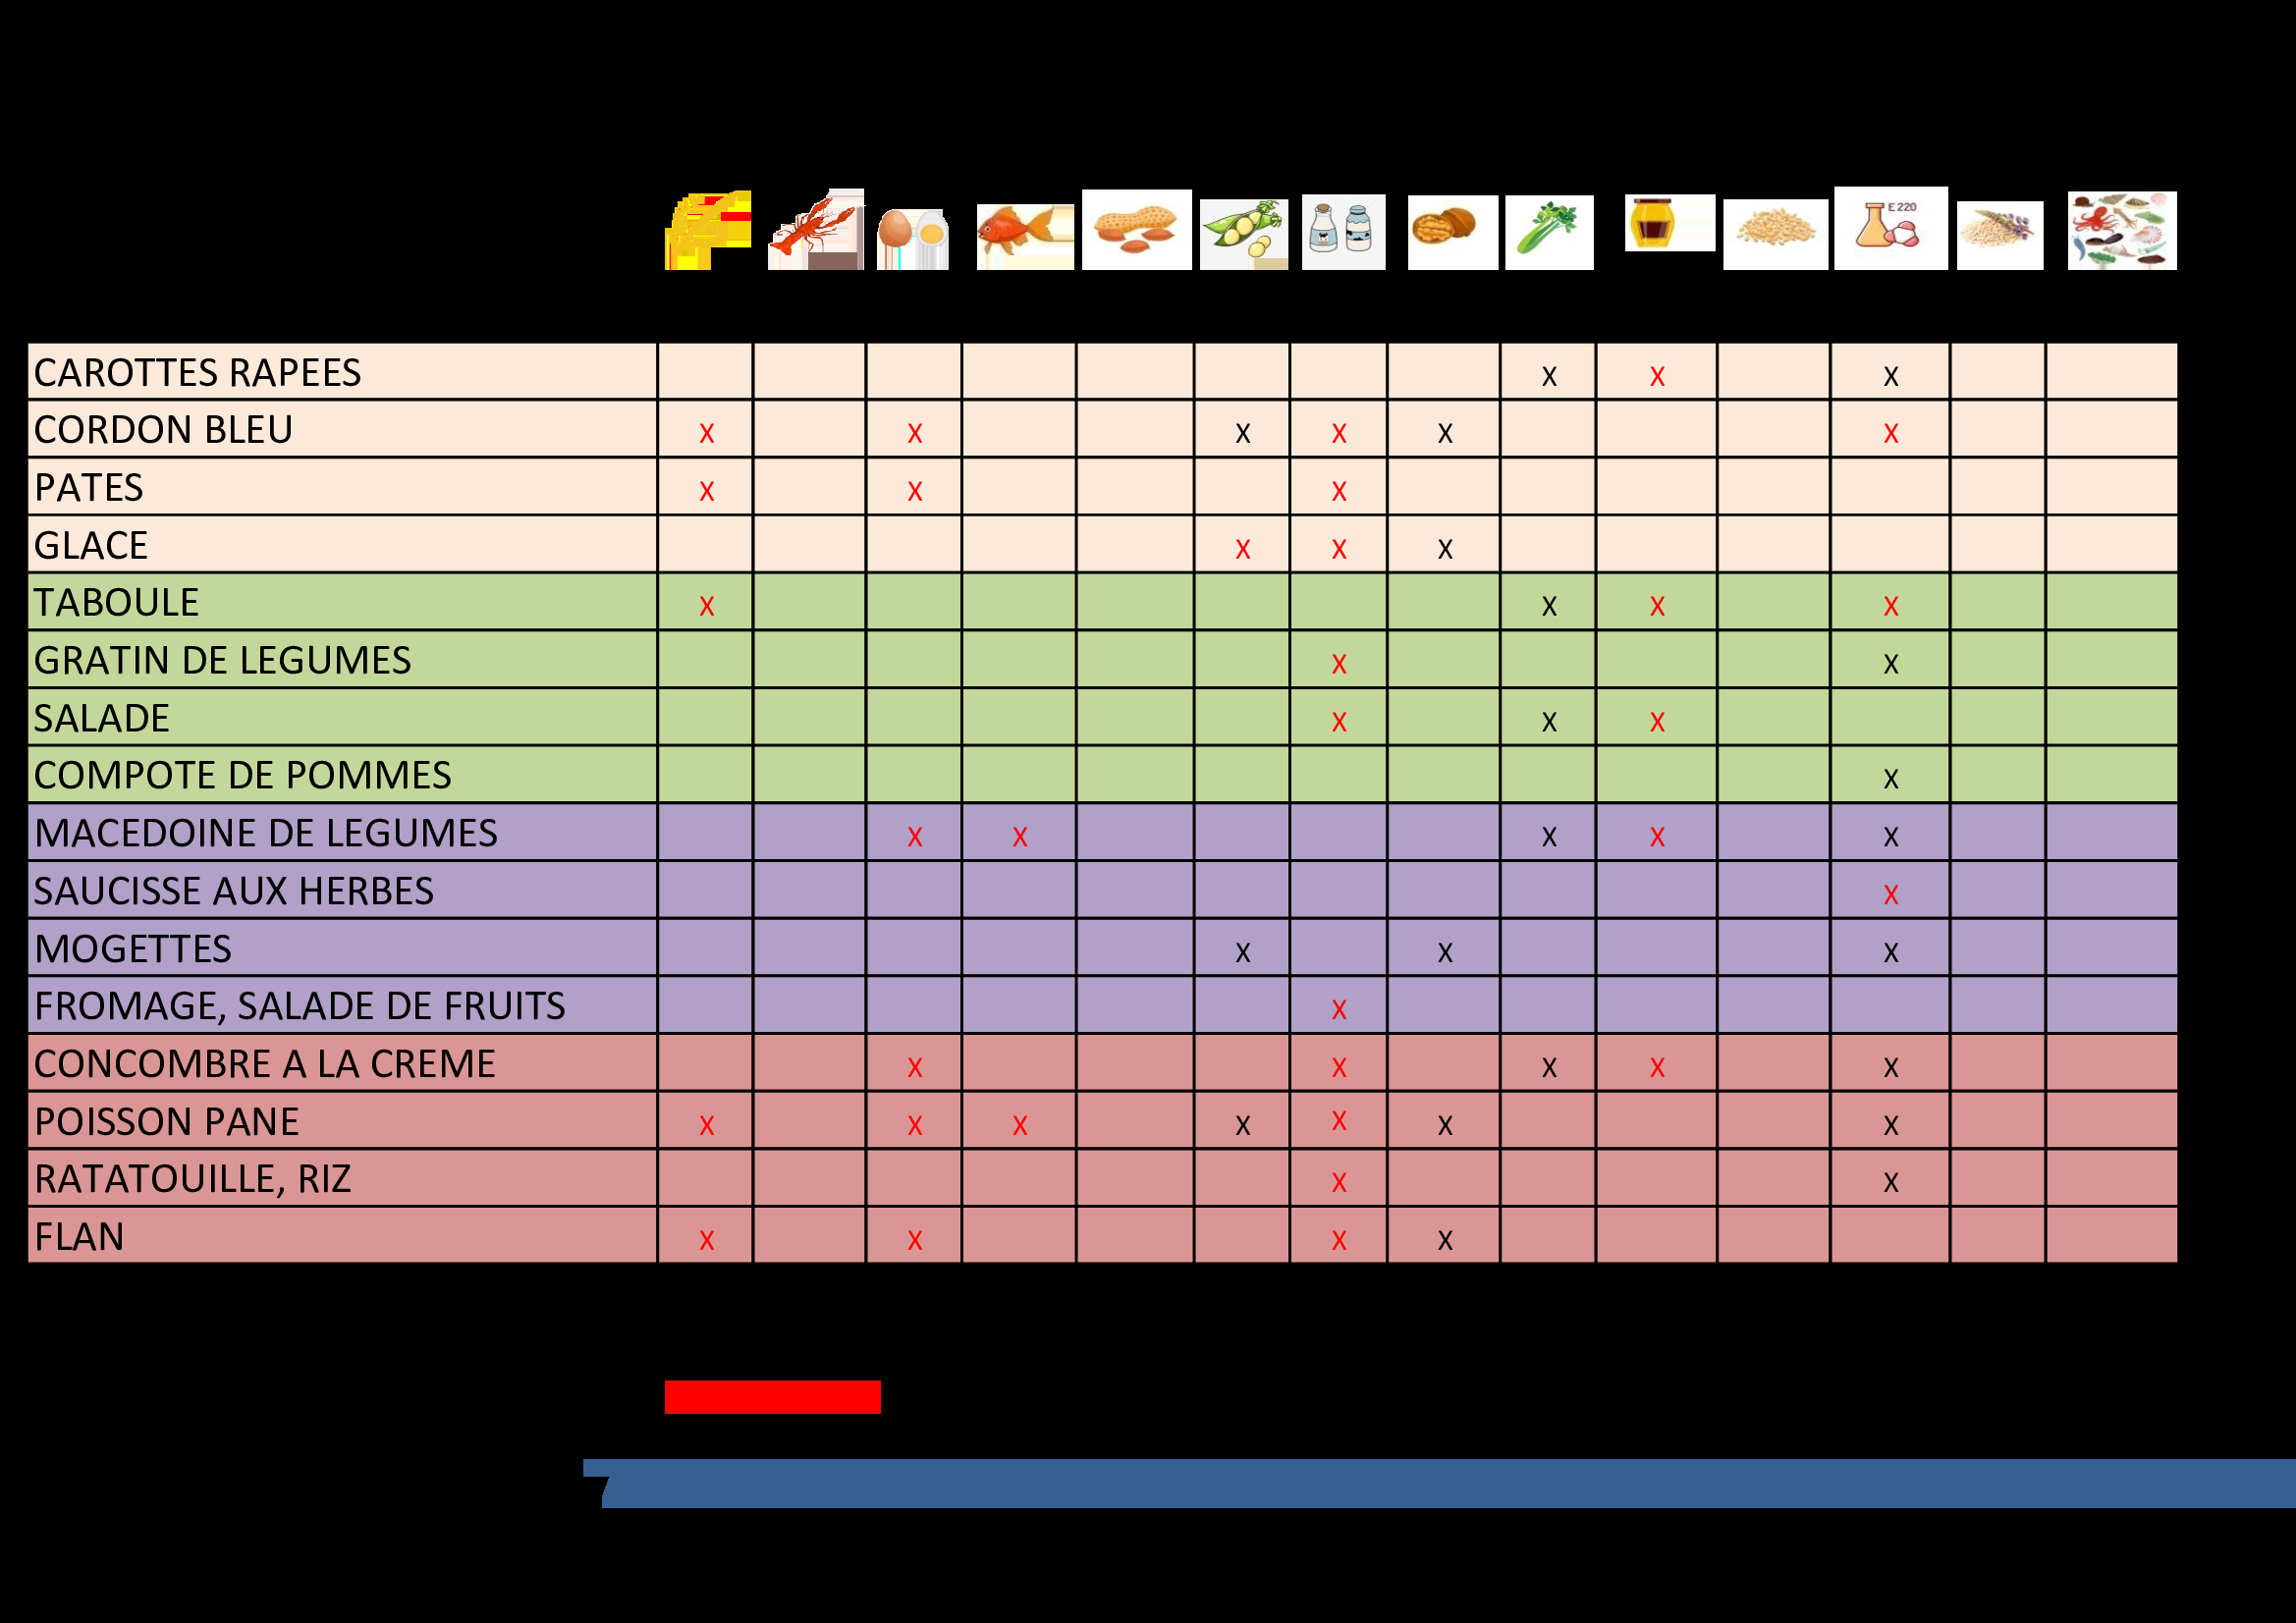 E 220
CAROTTES RAPEES x x x
CORDON BLEU x x x x x x
PATES x x x
GLACE x x x
TABOULE x x x x
GRATIN DE LEGUMES x x
SALADE x x x
COMPOTE DE POMMES x
MACEDOINE DE LEGUMES x x x x x
SAUCISSE AUX HERBES x
MOGETTES x x x
FROMAGE, SALADE DE FRUITS x
CONCOMBRE A LA CREME x x x x x
POISSON PANE x x x x x x x
RATATOUILLE, RIZ x x
FLAN x x x x